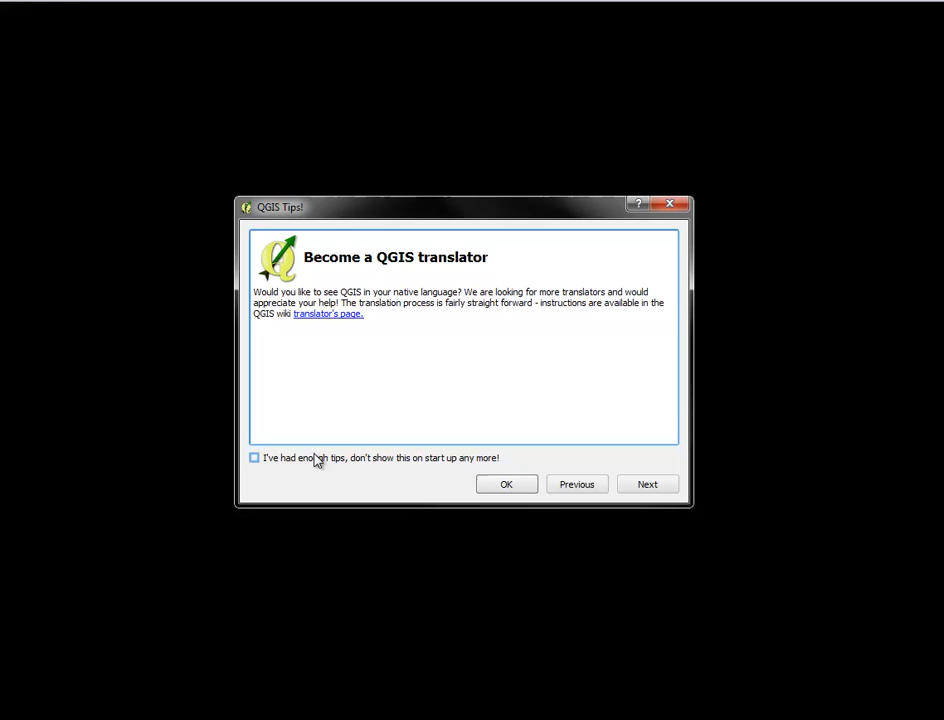 QGIS Tips!
Become a QGIS translator
Would you like to see QGIS in your native language? We are looking for more translators and would
appreciate your help! The translation process is fairly straight forward - instructions are available in the
QGIS wiki translator's page.
I've had enough tips, don't show this on start up any more!
OK Previous Next